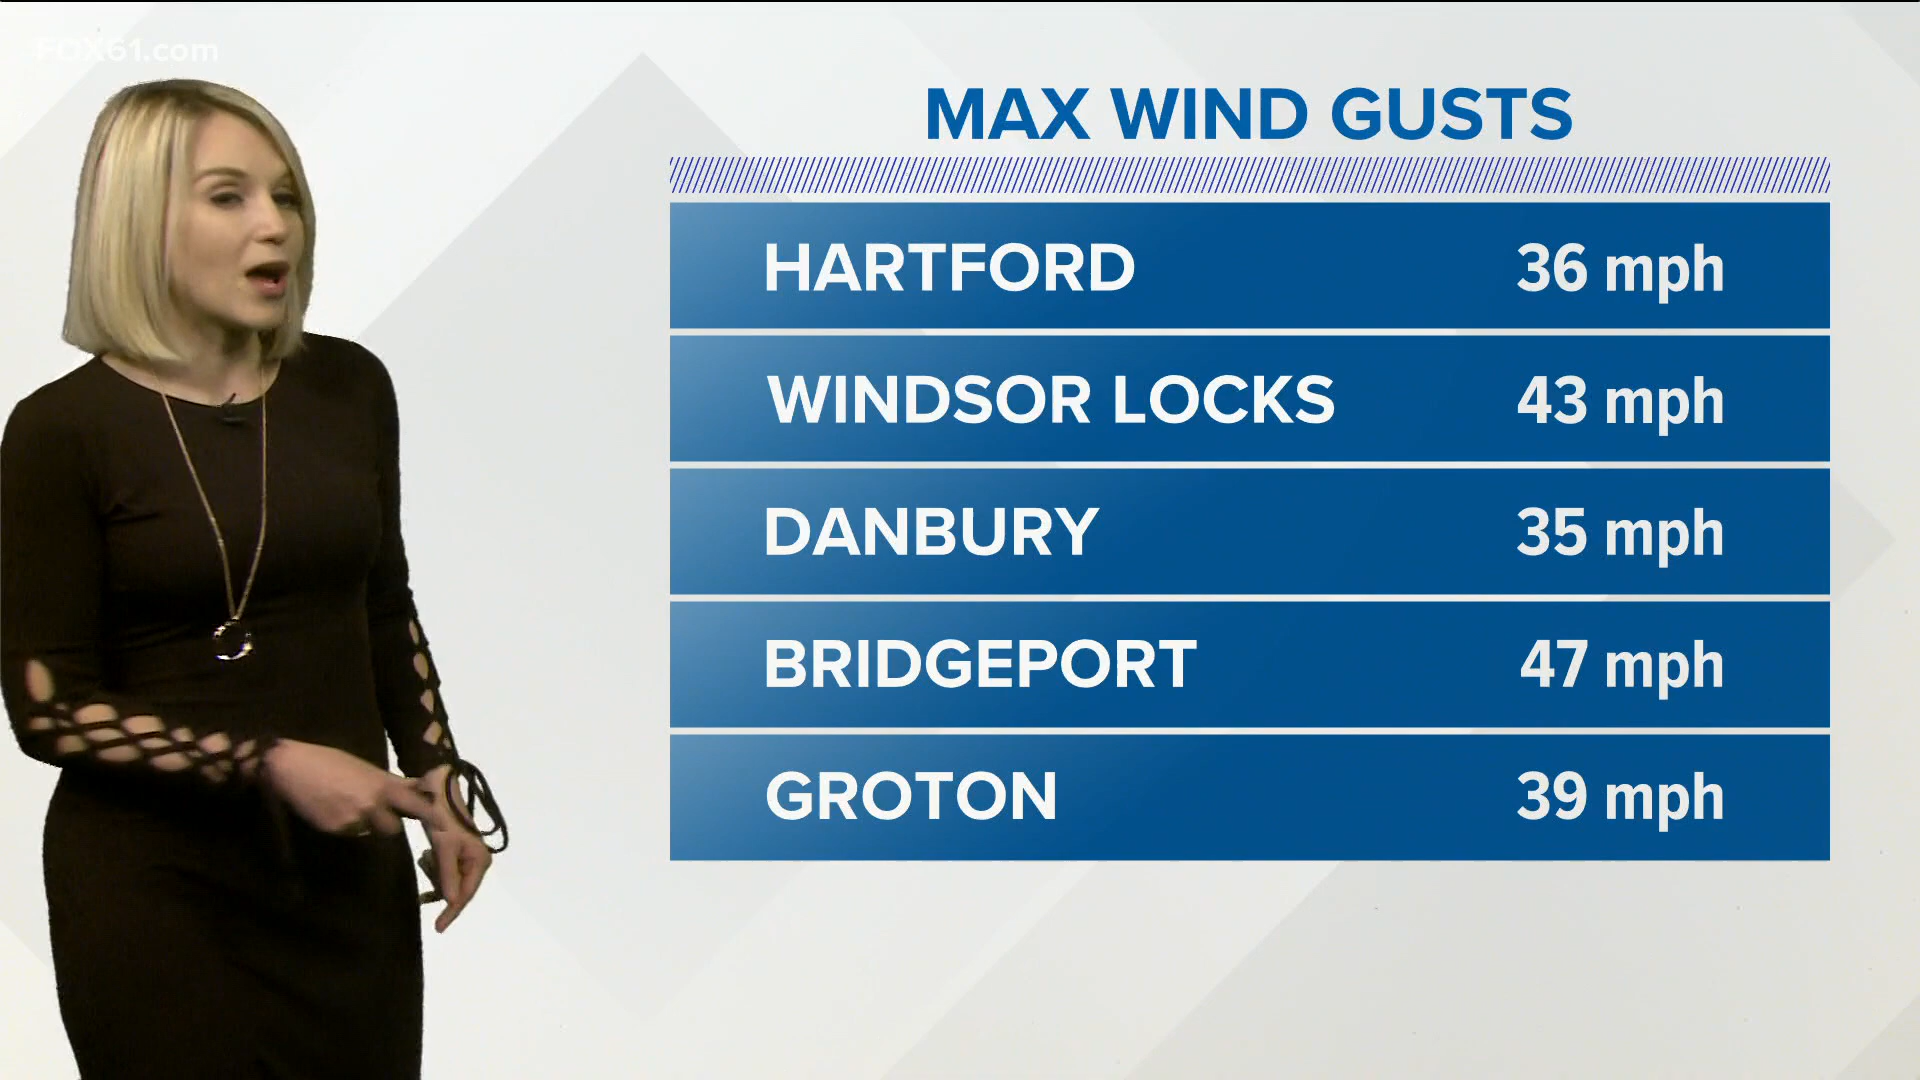 FOX61.com
MAX WIND GUSTS
HARTFORD 36 mph
WINDSOR LOCKS 43 mph
DANBURY 35 mph
BRIDGEPORT 47 mph
GROTON 39 mph